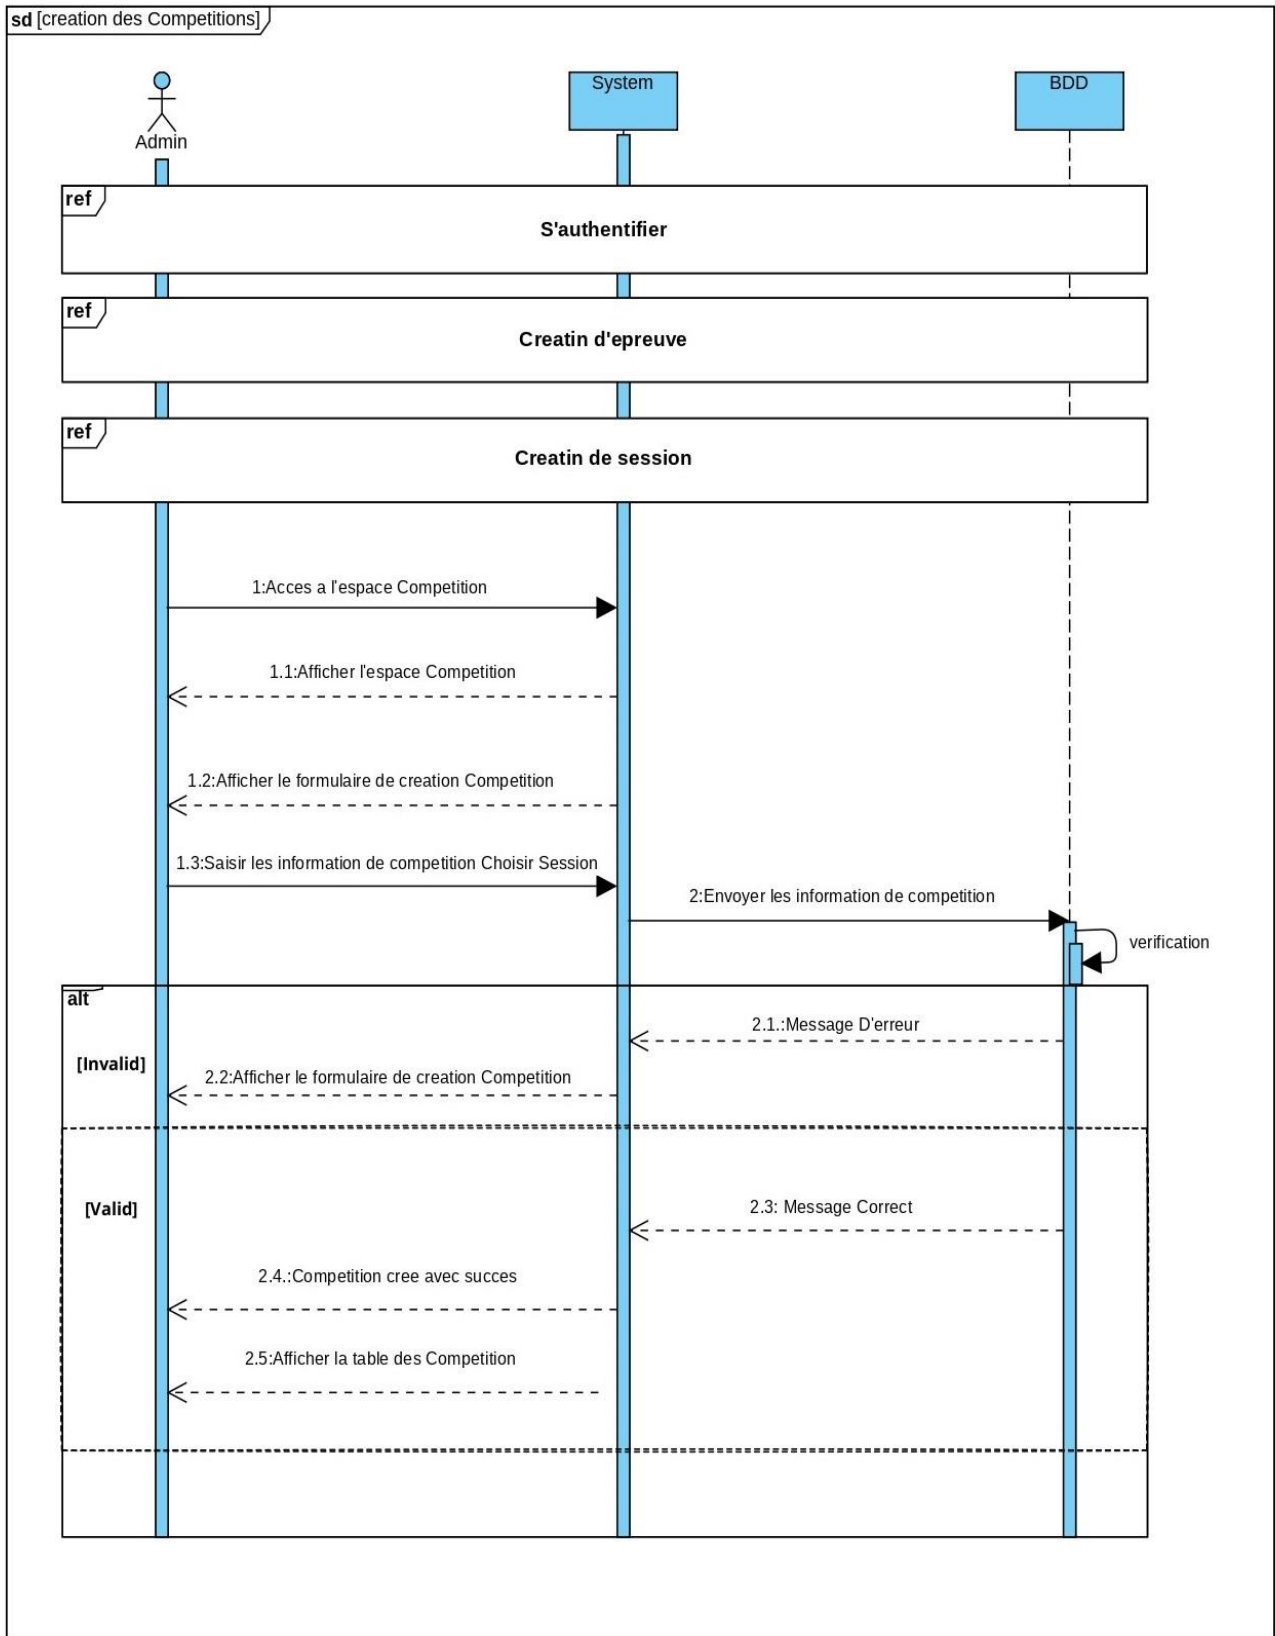 sd [creation des Competitions]
System
BDD
Admin
ref
S'authentifier
ref
Creatin d'epreuve
ref
Creatin de session
1:Acces a l'espace Competition
1.1:Afficher l'espace Competition
1.2:Afficher le formulaire de creation Competition
1.3:Saisir les information de competition Choisir Session
2:Envoyer les information de competition
verification
alt
2.1.:Message D'erreur
[Invalid]
2.2:Afficher le formulaire de creation Competition
[Valid]
2.3: Message Correct
2.4.:Competition cree avec succes
2.5:Afficher la table des Competition